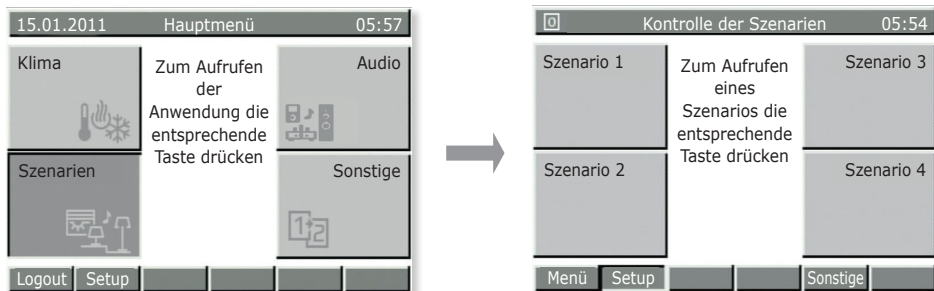 15.01.2011 Hauptmenü 05:57
Klima
Zum Aufrufen
der
Anwendung die
entsprechende
Taste drücken
Audio
Szenarien
Sonstige
1 2
Logout Setup
0 Kontrolle der Szenarien 05:54
Szenario 1
Zum Aufrufen
eines
Szenarios die
entsprechende
Taste drücken
Szenario 3
Szenario 2
Szenario 4
Menü Setup Sonstige